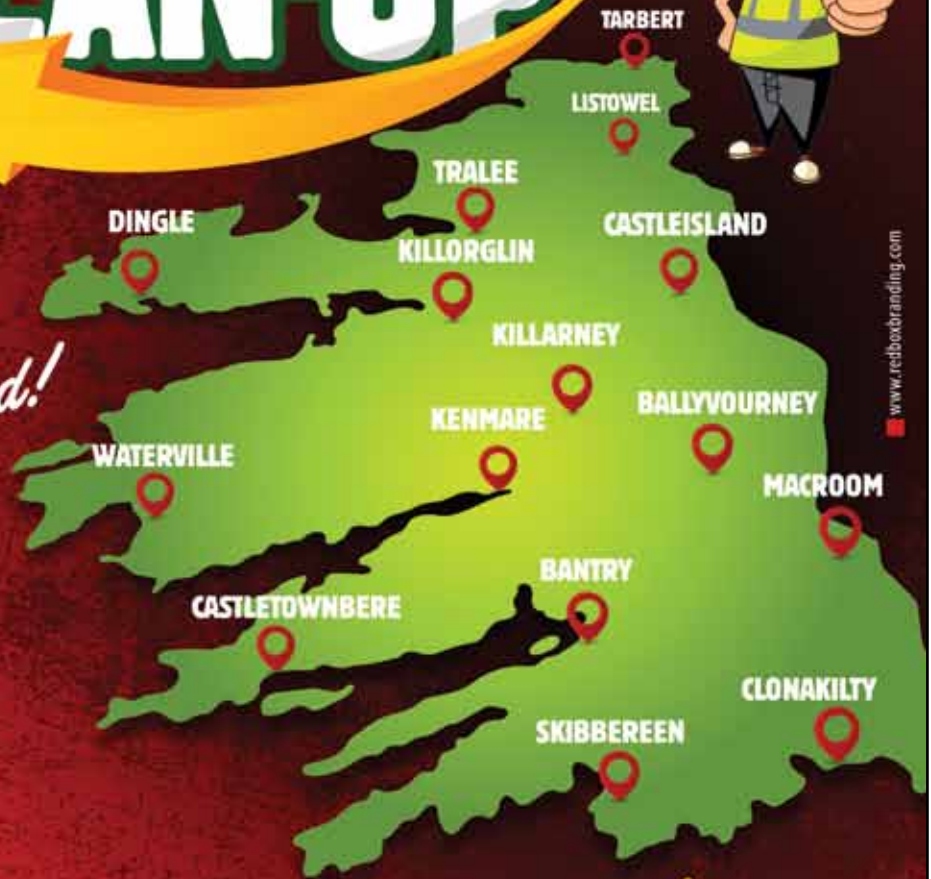 TARBERT
LISTOWEL
TRALEE
DINGLE
CASTLEISLAND
KILLORGLIN
www.redboxbranding.com
KILLARNEY
d!
BALLYVOURNEY
KENMARE
WATERVILLE
MACROOM
BANTRY
CASTLETOWNBERE
CLONAKILTY
SKIBBEREEN